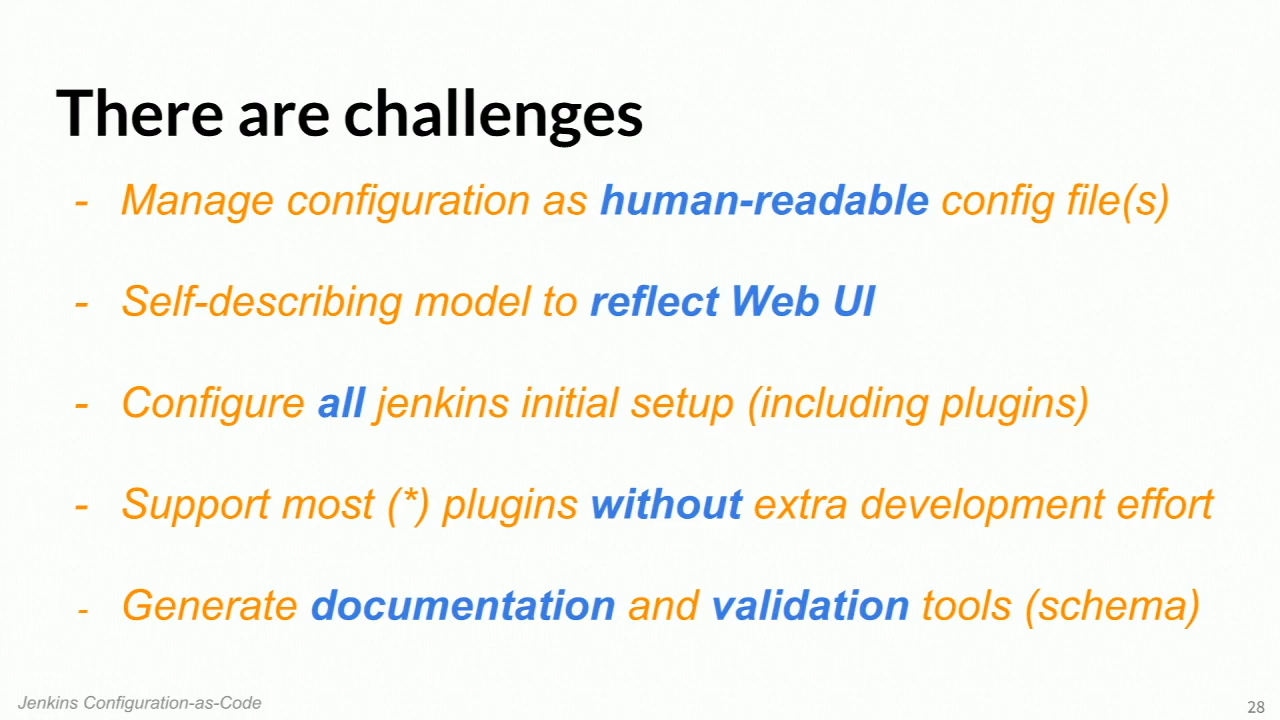 There are challenges
- Manage configuration as human-readable config file(s)
- Self-describing model to reflect Web UI
- Configure all jenkins initial setup (including plugins)
- Support most (*) plugins without extra development effort
- Generate documentation and validation tools (schema)
Jenkins Configuration-as-Code
28